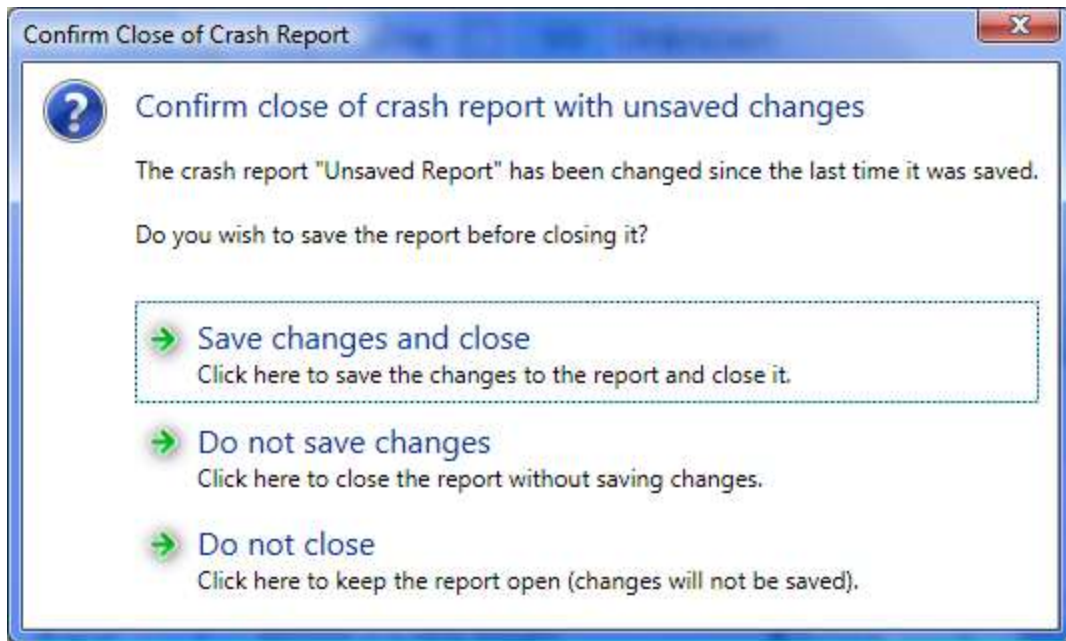 Confirm Close of Crash Report
Confirm close of crash report with unsaved changes
The crash report "Unsaved Report" has been changed since the last time it was saved.
Do you wish to save the report before closing it?
Save changes and close
Click here to save the changes to the report and close it.
Do not save changes
Click here to close the report without saving changes.
Do not close
Click here to keep the report open (changes will not be saved).